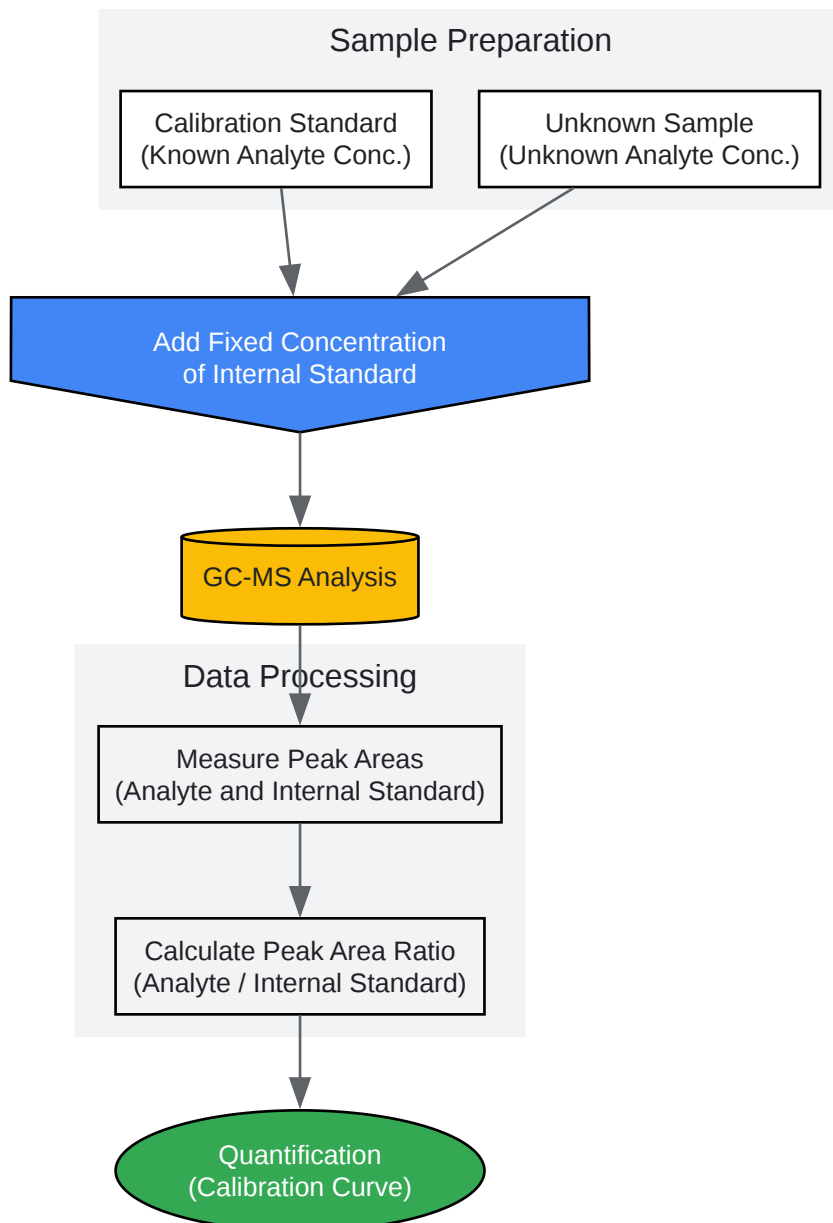 Sample Preparation
Calibration Standard
(Known Analyte Conc.)
Unknown Sample
(Unknown Analyte Conc.)
Add Fixed Concentration
of Internal Standard
GC-MS Analysis
Data Processing
Measure Peak Areas
(Analyte and Internal Standard)
Calculate Peak Area Ratio
(Analyte / Internal Standard)
Quantification
(Calibration Curve)